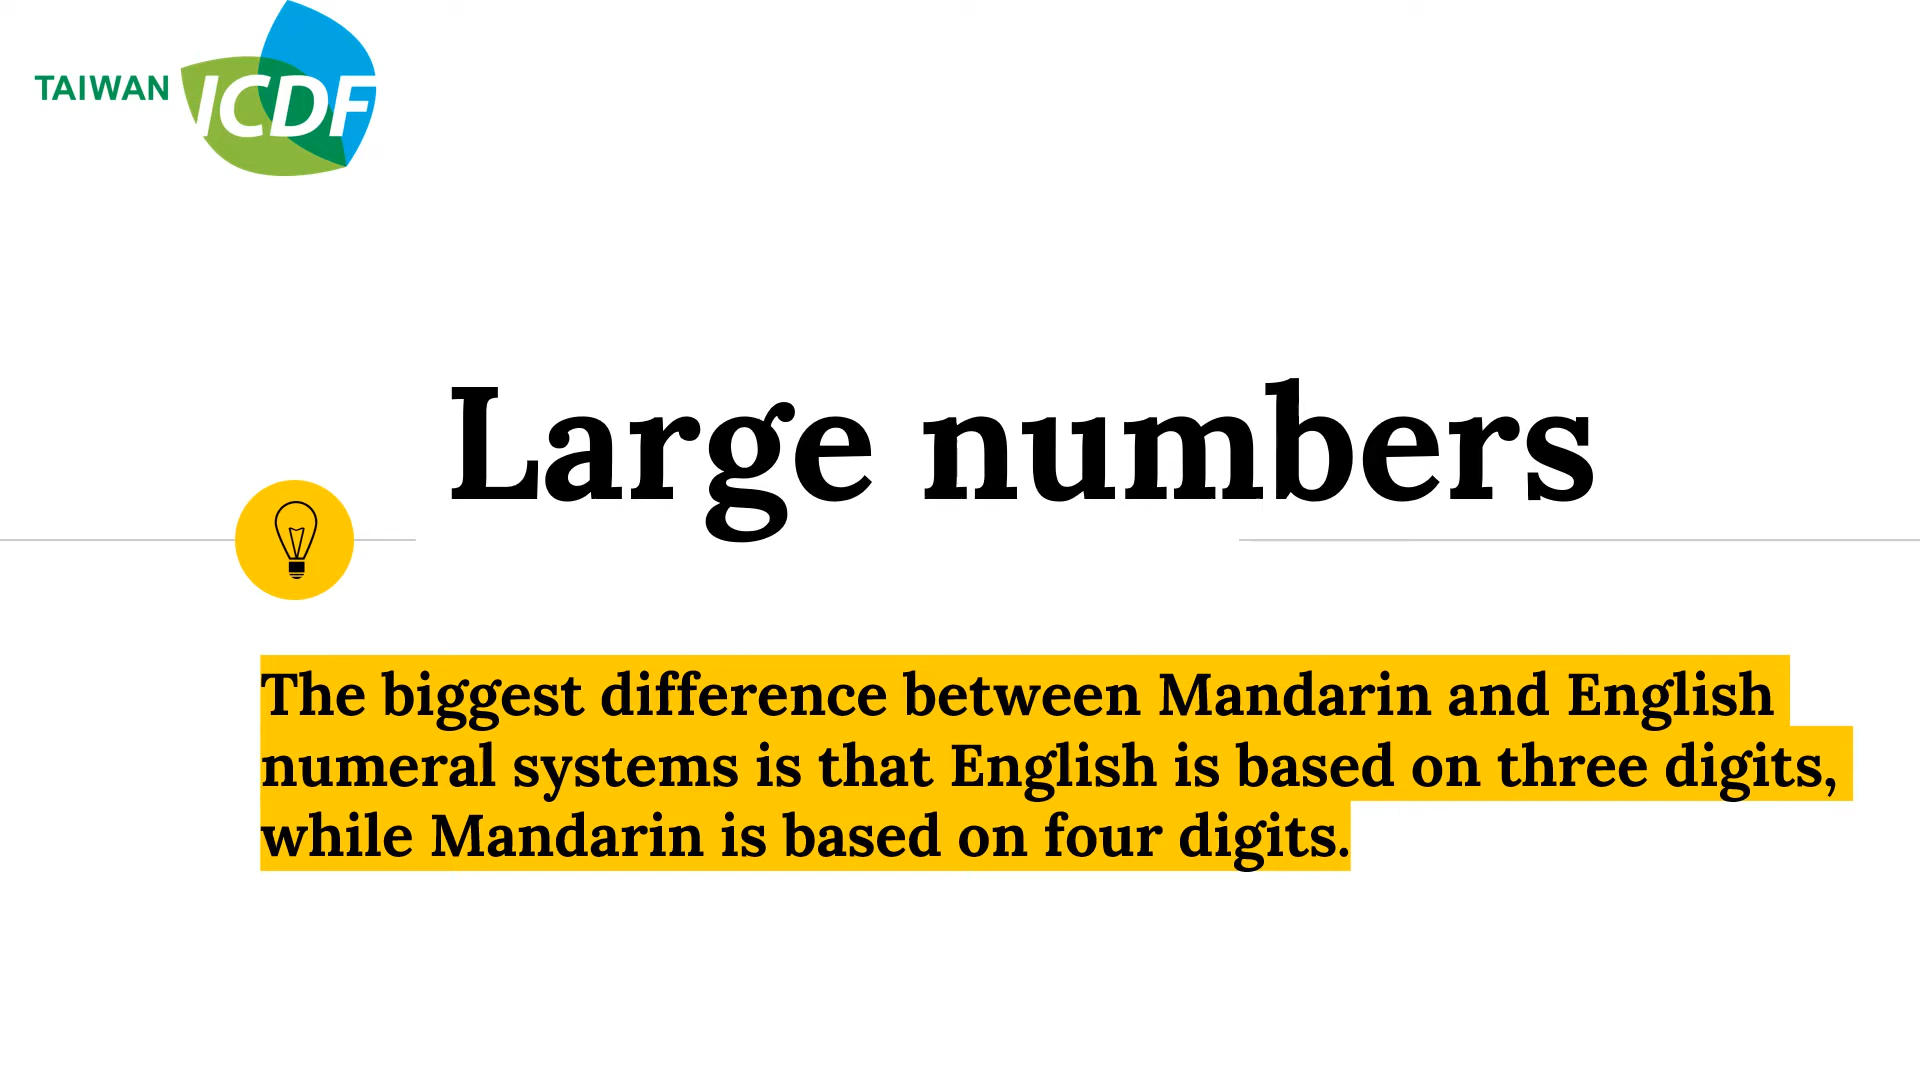 TAIWAN ICDF
Large numbers
The biggest difference between Mandarin and English
numeral systems is that English is based on three digits,
while Mandarin is based on four digits.